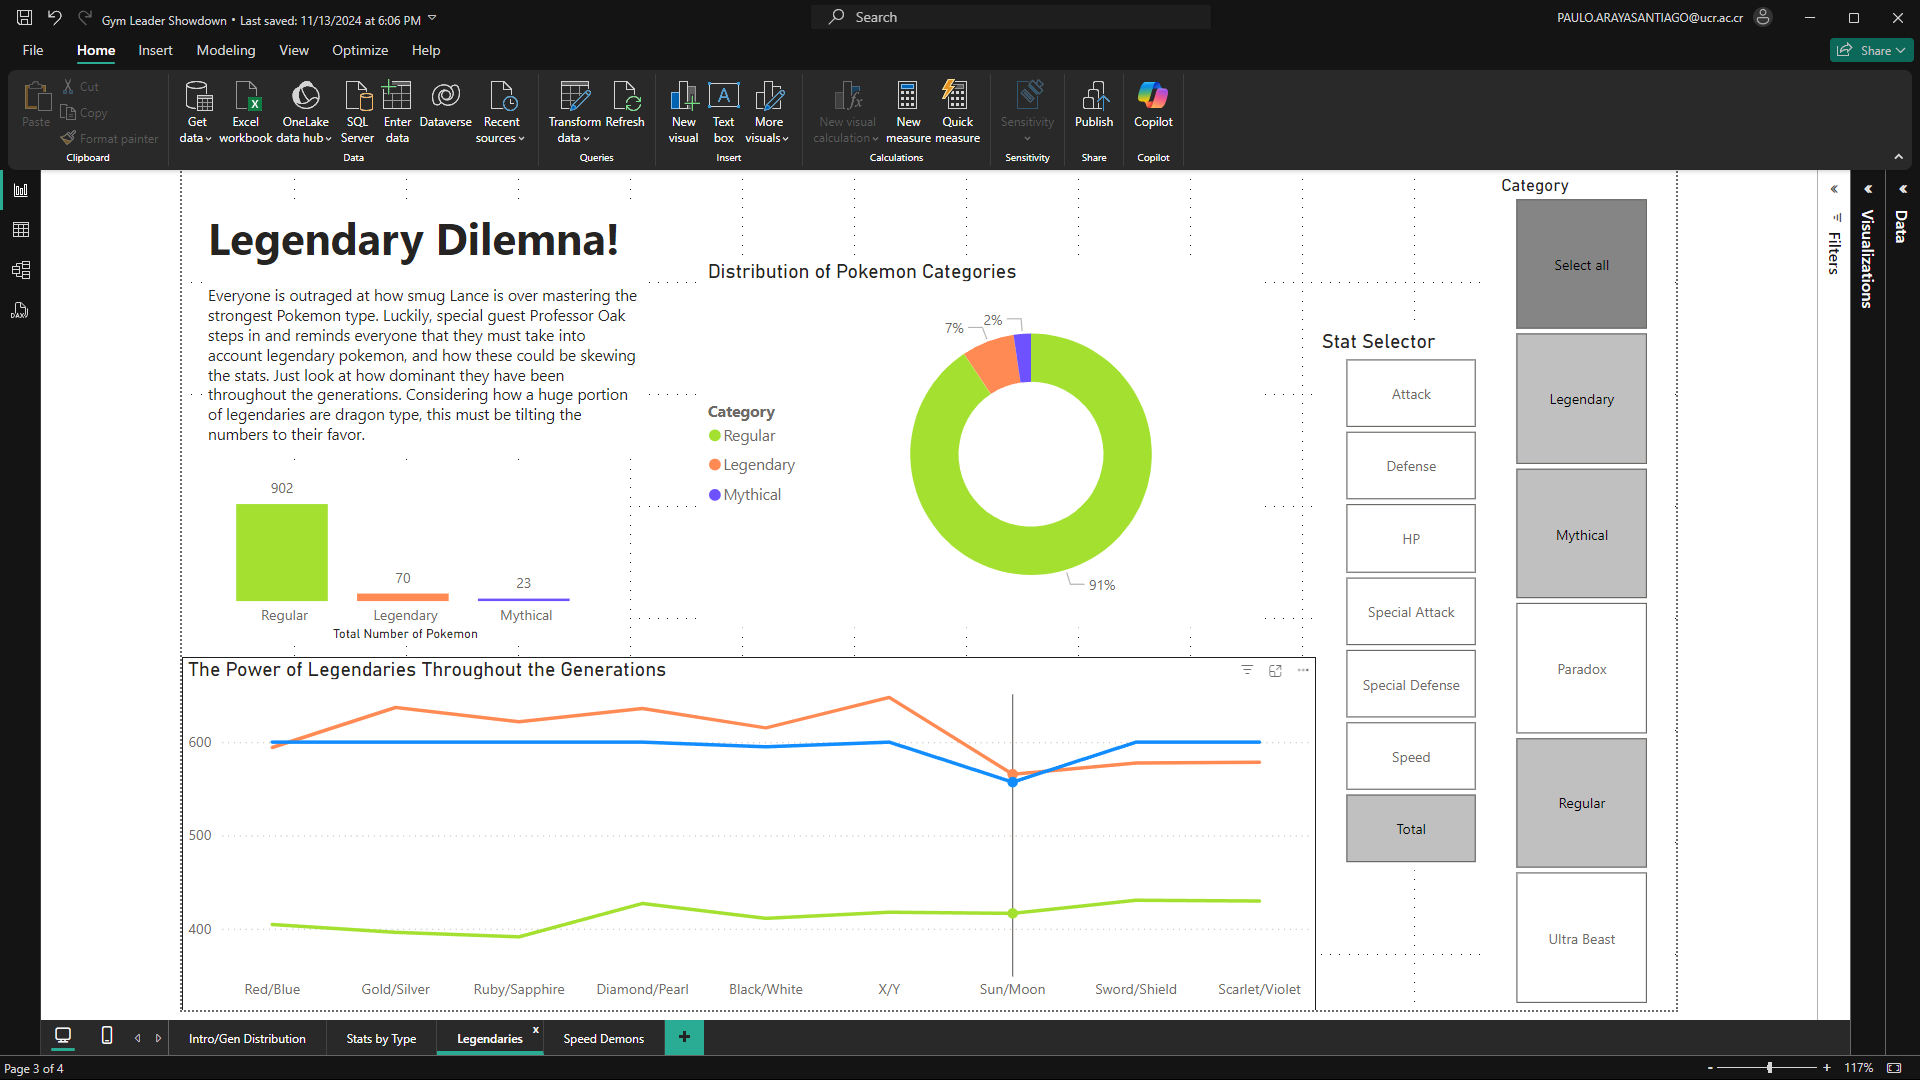 Gym Leader Showdown • Last saved: 11/13/2024 at 6:06 PM
Search
PAULO.ARAYASANTIAGO@ucr.ac.cr
File
Home
Insert
Modeling
View
Optimize
Help
Share
Paste
Cut
Copy
Format painter
Clipboard
Get data
Excel workbook
OneLake data hub
SQL Server
Enter data
Dataverse
Recent sources
Data
Transform data
Refresh
Queries
New visual
Text box
More visuals
Insert
New visual calculation
New measure
Quick measure
Calculations
Sensitivity
Sensitivity
Publish
Share
Copilot
Copilot
DAX
Legendary Dilemna!
Everyone is outraged at how smug Lance is over mastering the
strongest Pokemon type. Luckily, special guest Professor Oak
steps in and reminds everyone that they must take into
account legendary pokemon, and how these could be skewing
the stats. Just look at how dominant they have been
throughout the generations. Considering how a huge portion
of legendaries are dragon type, this must be tilting the
numbers to their favor.
902
70
23
Regular
Legendary
Mythical
Total Number of Pokemon
Distribution of Pokemon Categories
7%
2%
91%
Category
Regular
Legendary
Mythical
Stat Selector
Attack
Defense
HP
Special Attack
Special Defense
Speed
Total
Category
Select all
Legendary
Mythical
Paradox
Regular
Ultra Beast
Filters
Visualizations
Data
The Power of Legendaries Throughout the Generations
600
500
400
Red/Blue
Gold/Silver
Ruby/Sapphire
Diamond/Pearl
Black/White
X/Y
Sun/Moon
Sword/Shield
Scarlet/Violet
Intro/Gen Distribution
Stats by Type
Legendaries
x
Speed Demons
+
Page 3 of 4
-
+
117%